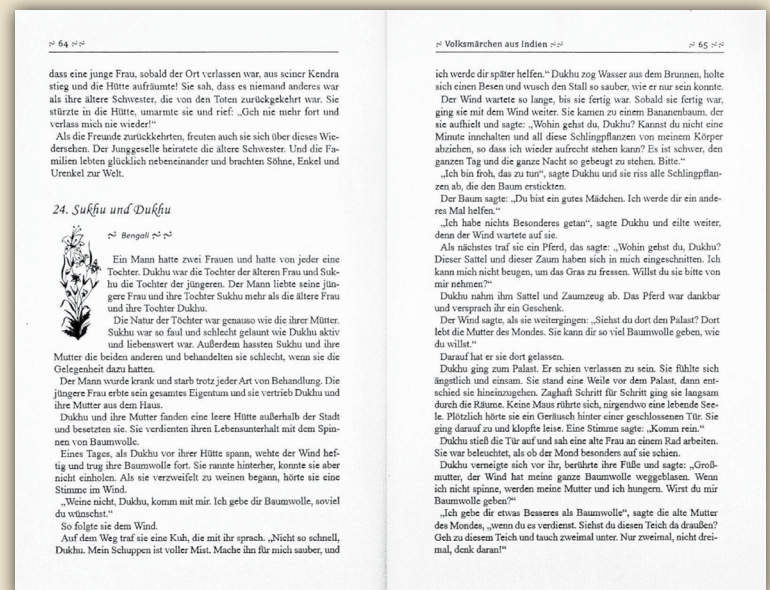 64
dass eine junge Frau, sobald der Ort verlassen war, aus seiner Kendra
stieg und die Hütte aufräumte! Sie sah, dass es niemand anderes war
als ihre ältere Schwester, die von den Toten zurückgekehrt war. Sie
stürzte in die Hütte, umarmte sie und rief: „Geh nie mehr fort und
verlass mich nie wieder!“
Als die Freunde zurückkehrten, freuten auch sie sich über dieses Wie-
dersehen. Der Junggeselle heiratete die ältere Schwester. Und die Fa-
milien lebten glücklich nebeneinander und brachten Söhne, Enkel und
Urenkel zur Welt.
24. Sukhu und Dukhu
Bengali
Ein Mann hatte zwei Frauen und hatte von jeder eine
Tochter. Dukhu war die Tochter der älteren Frau und Suk-
hu die Tochter der jüngeren. Der Mann liebte seine jün-
gere Frau und ihre Tochter Sukhu mehr als die ältere Frau
und ihre Tochter Dukhu.
Die Natur der Töchter war genauso wie die ihrer Mütter.
Sukhu war so faul und schlecht gelaunt wie Dukhu aktiv
und liebenswert war. Außerdem hassten Sukhu und ihre
Mutter die beiden anderen und behandelten sie schlecht, wenn sie die
Gelegenheit dazu hatten.
Der Mann wurde krank und starb trotz jeder Art von Behandlung. Die
jüngere Frau erbte sein gesamtes Eigentum und sie vertrieb Dukhu und
ihre Mutter aus dem Haus.
Dukhu und ihre Mutter fanden eine leere Hütte außerhalb der Stadt
und besetzten sie. Sie verdienten ihren Lebensunterhalt mit dem Spin-
nen von Baumwolle.
Eines Tages, als Dukhu vor ihrer Hütte spann, wehte der Wind hef-
tig und trug ihre Baumwolle fort. Sie rannte hinterher, konnte sie aber
nicht einholen. Als sie verzweifelt zu weinen begann, hörte sie eine
Stimme im Wind.
„Weine nicht, Dukhu, komm mit mir. Ich gebe dir Baumwolle, soviel
du wünschst.“
So folgte sie dem Wind.
Auf dem Weg traf sie eine Kuh, die mit ihr sprach. „Nicht so schnell,
Dukhu. Mein Schuppen ist voller Mist. Mache ihn für mich sauber, und
Volksmärchen aus Indien
65
ich werde dir später helfen.“ Dukhu zog Wasser aus dem Brunnen, holte
sich einen Besen und wusch den Stall so sauber, wie er nur sein konnte.
Der Wind wartete so lange, bis sie fertig war. Sobald sie fertig war,
ging sie mit dem Wind weiter. Sie kamen zu einem Bananenbaum, der
sie aufhielt und sagte: „Wohin gehst du, Dukhu? Kannst du nicht eine
Minute innehalten und all diese Schlingpflanzen von meinem Körper
abziehen, so dass ich wieder aufrecht stehen kann? Es ist schwer, den
ganzen Tag und die ganze Nacht so gebeugt zu stehen. Bitte.“
„Ich bin froh, das zu tun“, sagte Dukhu und sie riss alle Schlingpflan-
zen ab, die den Baum erstickten.
Der Baum sagte: „Du bist ein gutes Mädchen. Ich werde dir ein ande-
res Mal helfen.“
„Ich habe nichts Besonderes getan“, sagte Dukhu und eilte weiter,
denn der Wind wartete auf sie.
Als nächstes traf sie ein Pferd, das sagte: „Wohin gehst du, Dukhu?
Dieser Sattel und dieser Zaum haben sich in mich eingeschnitten. Ich
kann mich nicht beugen, um das Gras zu fressen. Willst du sie bitte von
mir nehmen?“
Dukhu nahm ihm Sattel und Zaumzeug ab. Das Pferd war dankbar
und versprach ihr ein Geschenk.
Der Wind sagte, als sie weitergingen: „Siehst du dort den Palast? Dort
lebt die Mutter des Mondes. Sie kann dir so viel Baumwolle geben, wie
du willst.“
Darauf hat er sie dort gelassen.
Dukhu ging zum Palast. Er schien verlassen zu sein. Sie fühlte sich
ängstlich und einsam. Sie stand eine Weile vor dem Palast, dann ent-
schied sie hineinzugehen. Zaghaft Schritt für Schritt ging sie langsam
durch die Räume. Keine Maus rührte sich, nirgendwo eine lebende See-
le. Plötzlich hörte sie ein Geräusch hinter einer geschlossenen Tür. Sie
ging darauf zu und klopfte leise. Eine Stimme sagte: „Komm rein.“
Dukhu stieß die Tür auf und sah eine alte Frau an einem Rad arbeiten.
Sie war beleuchtet, als ob der Mond besonders auf sie schien.
Dukhu verneigte sich vor ihr, berührte ihre Füße und sagte: „Groß-
mutter, der Wind hat meine ganze Baumwolle weggeblasen. Wenn
ich nicht spinne, werden meine Mutter und ich hungern. Wirst du mir
Baumwolle geben?“
„Ich gebe dir etwas Besseres als Baumwolle“, sagte die alte Mutter
des Mondes, „wenn du es verdienst. Siehst du diesen Teich da draußen?
Geh zu diesem Teich und tauch zweimal unter. Nur zweimal, nicht drei-
mal, denk daran!“